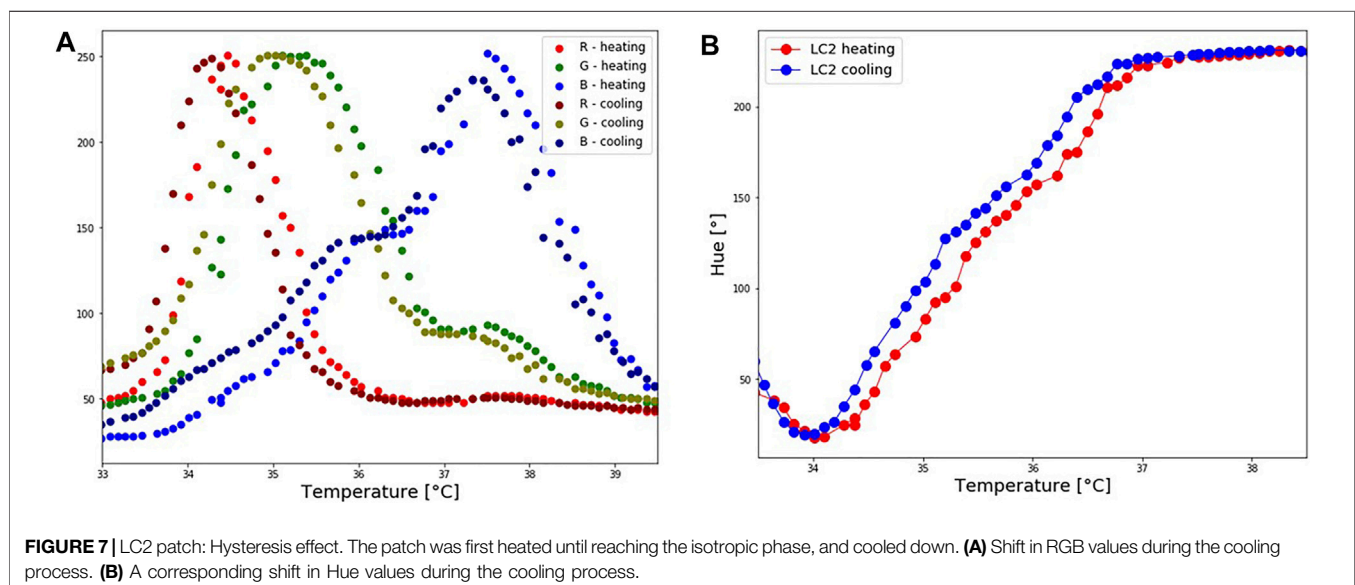 A
R - heating
G - heating
B - heating
R - cooling
G - cooling
B - cooling
250
200
150
100
50
33
34
35
36
37
38
39
Temperature [°C]
B
LC2 heating
LC2 cooling
Hue [°]
200
150
100
50
34
35
36
37
38
Temperature [°C]
FIGURE 7 | LC2 patch: Hysteresis effect. The patch was first heated until reaching the isotropic phase, and cooled down. (A) Shift in RGB values during the cooling
process. (B) A corresponding shift in Hue values during the cooling process.